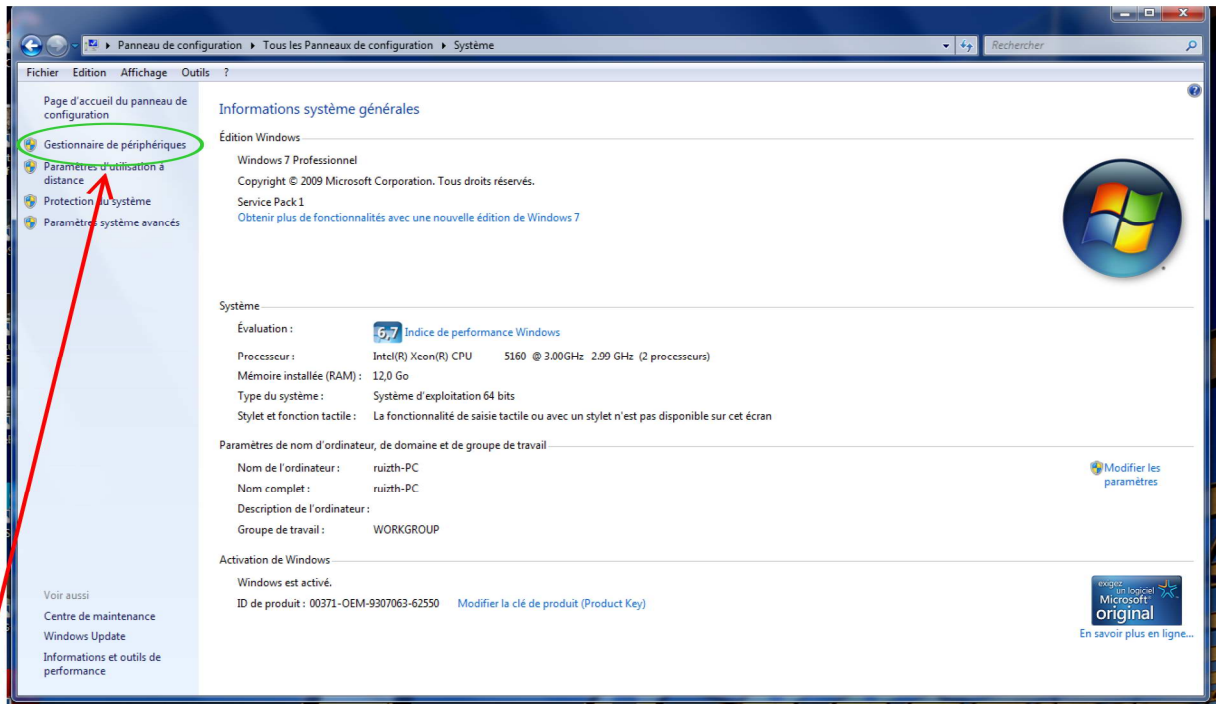 Panneau de configuration ▸ Tous les Panneaux de configuration ▸ Système
Rechercher
Fichier Edition Affichage Outils ?
Page d'accueil du panneau de
configuration
Gestionnaire de périphériques
Paramètres d'utilisation à
distance
Protection du système
Paramètres système avancés
Informations système générales
Édition Windows
Windows 7 Professionnel
Copyright © 2009 Microsoft Corporation. Tous droits réservés.
Service Pack 1
Obtenir plus de fonctionnalités avec une nouvelle édition de Windows 7
Système
Évaluation :
6,7 Indice de performance Windows
Processeur : Intel(R) Xeon(R) CPU 5160 @ 3.00GHz 2.99 GHz (2 processeurs)
Mémoire installée (RAM) : 12,0 Go
Type du système : Système d'exploitation 64 bits
Stylet et fonction tactile : La fonctionnalité de saisie tactile ou avec un stylet n'est pas disponible sur cet écran
Paramètres de nom d'ordinateur, de domaine et de groupe de travail
Nom de l'ordinateur : ruizth-PC
Modifier les
paramètres
Nom complet : ruizth-PC
Description de l'ordinateur :
Groupe de travail : WORKGROUP
Activation de Windows
Windows est activé.
ID de produit : 00371-OEM-9307063-62550 Modifier la clé de produit (Product Key)
exigez
un logiciel
Microsoft
original
En savoir plus en ligne...
Voir aussi
Centre de maintenance
Windows Update
Informations et outils de
performance